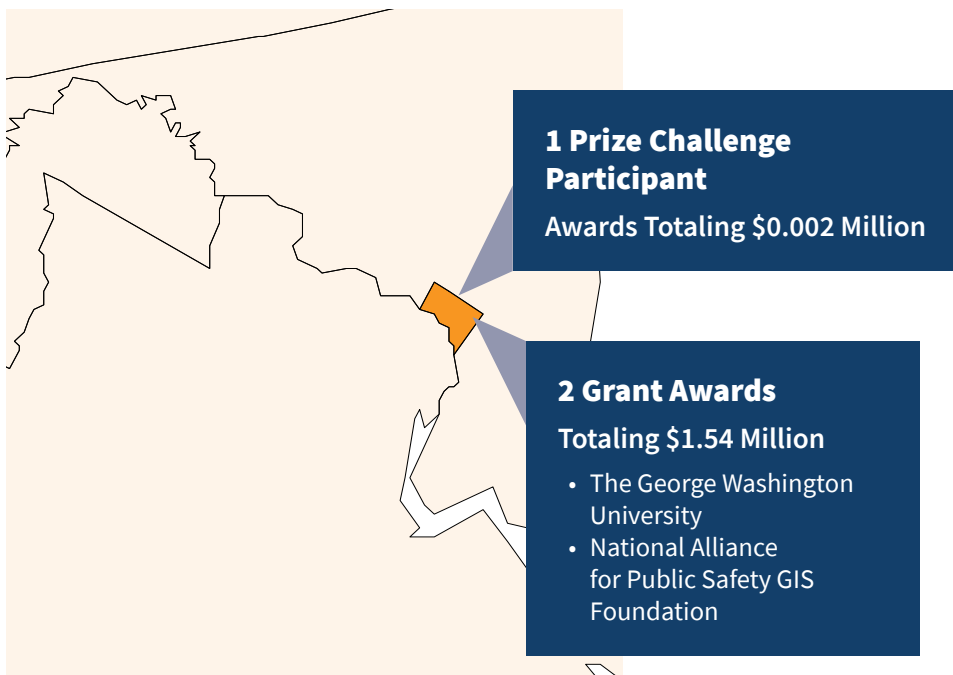 1 Prize Challenge
Participant
Awards Totaling $0.002 Million
2 Grant Awards
Totaling $1.54 Million
• The George Washington
University
• National Alliance
for Public Safety GIS
Foundation